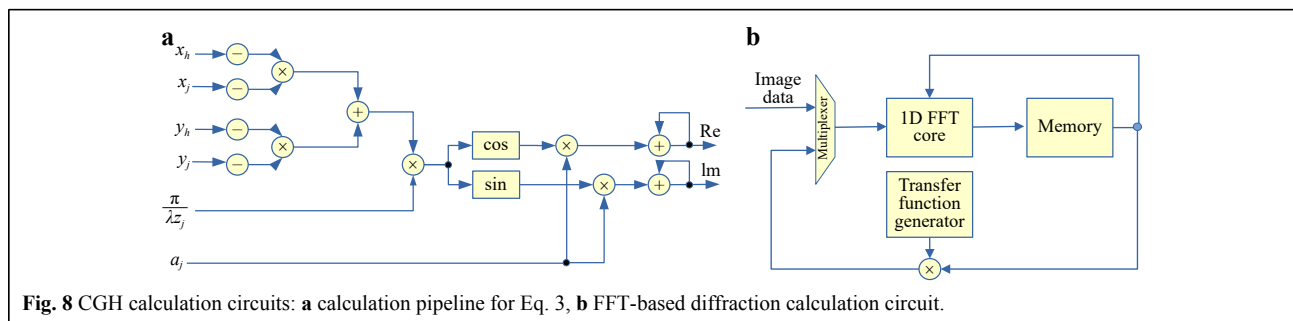 a
x_h
−
×
x_j
−
+
y_h
−
×
y_j
−
×
π
λz_j
a_j
cos
sin
×
×
+
+
Re
lm
b
Image
data
Multiplexer
1D FFT
core
Memory
Transfer
function
generator
×
Fig. 8 CGH calculation circuits: a calculation pipeline for Eq. 3, b FFT-based diffraction calculation circuit.